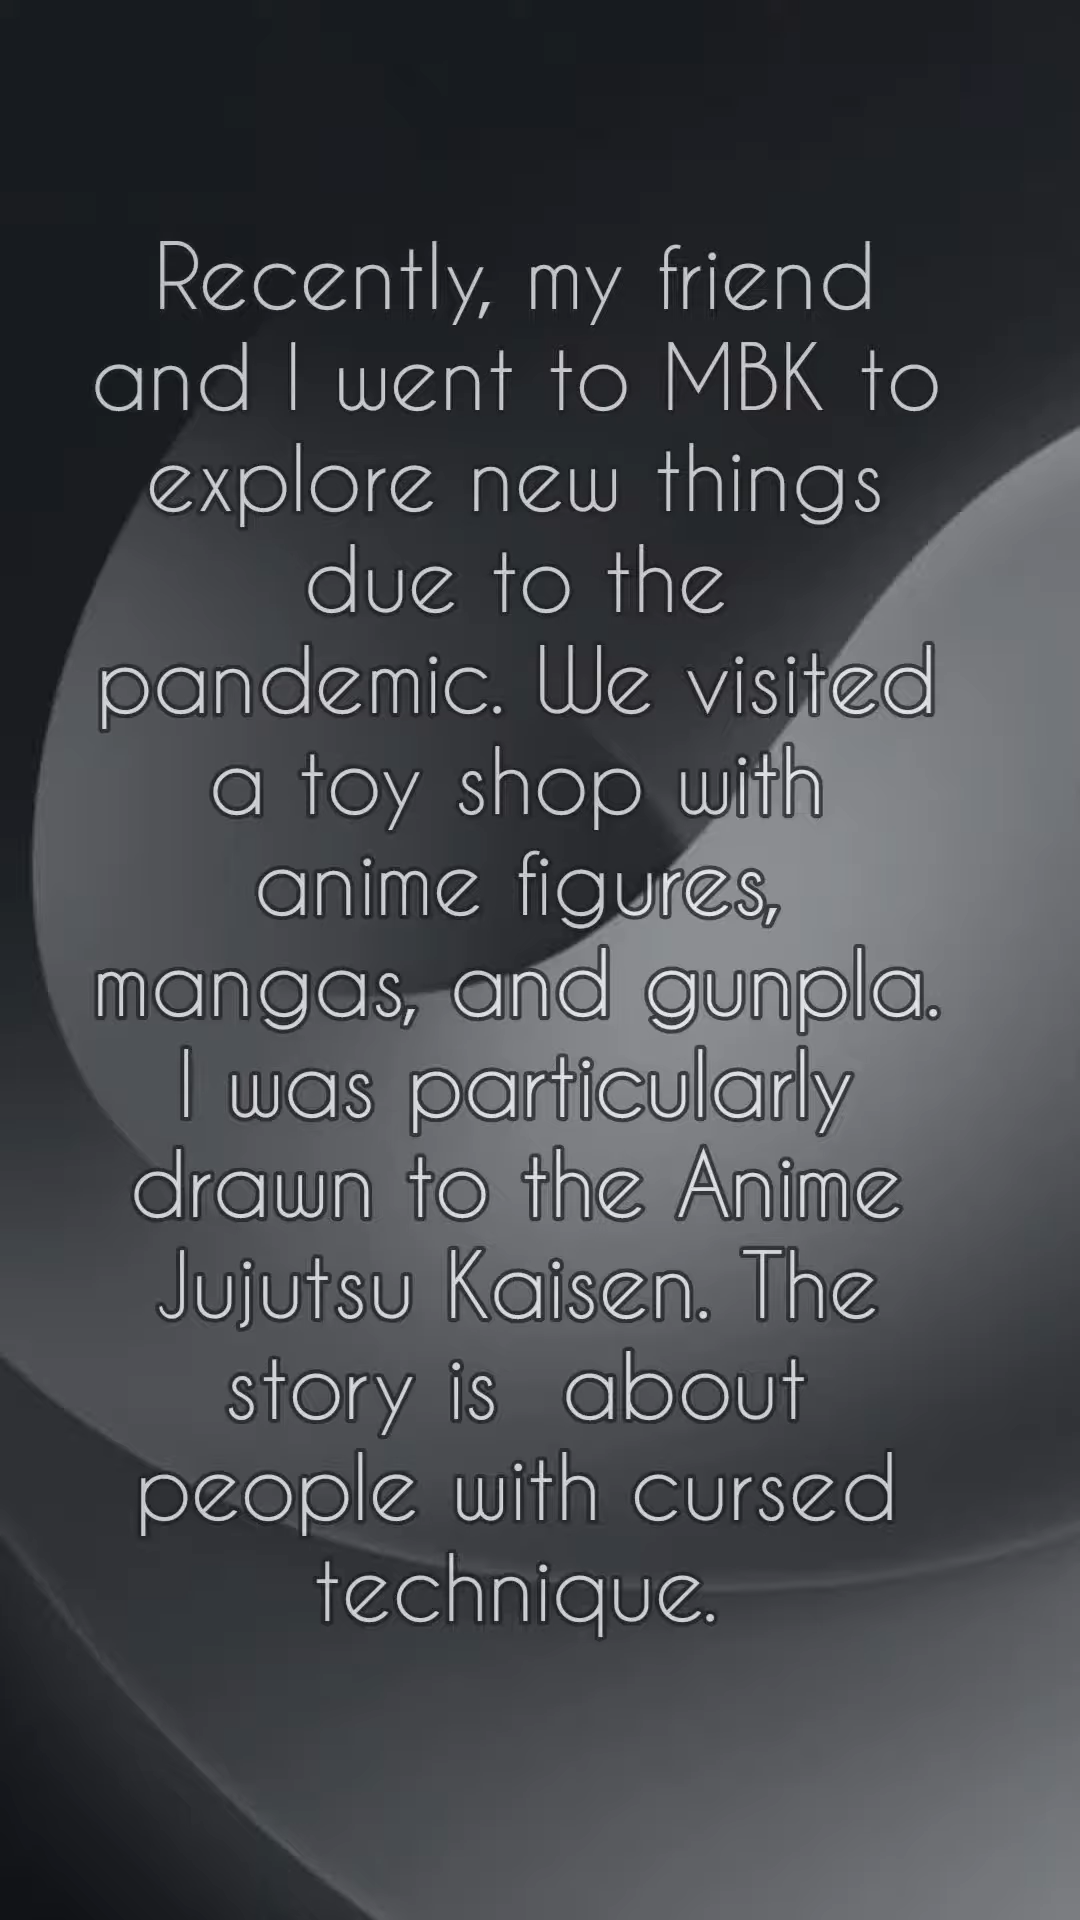 Recently, my friend
and I went to MBK to
explore new things
due to the
pandemic. We visited
a toy shop with
anime figures,
mangas, and gunpla.
I was particularly
drawn to the Anime
Jujutsu Kaisen. The
story is  about
people with cursed
technique.